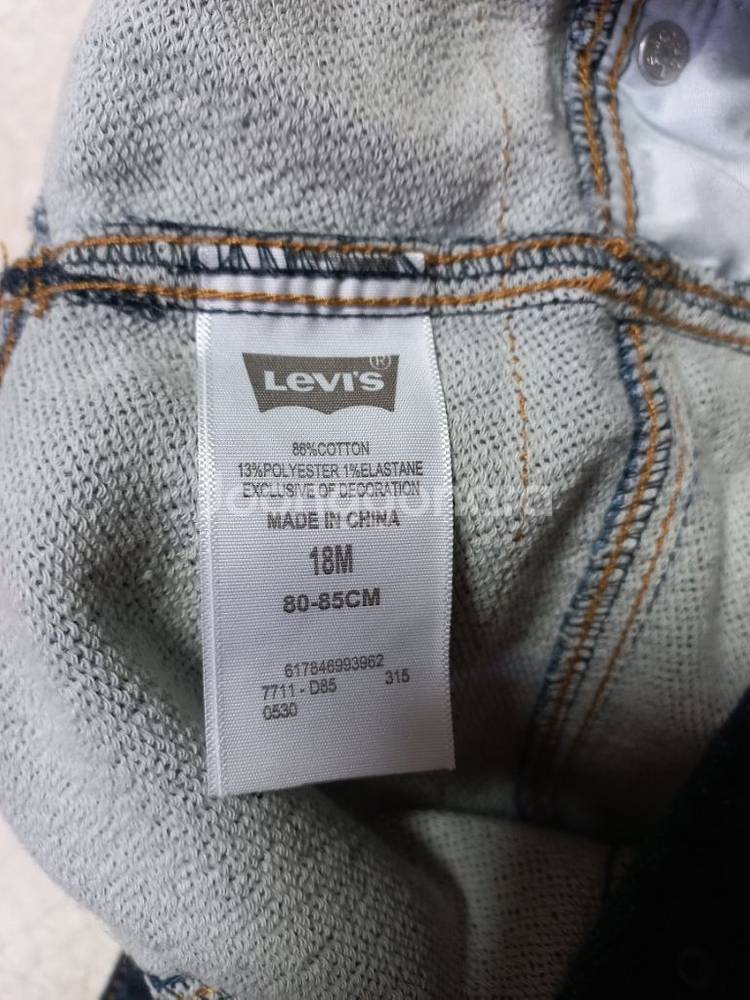 LEVI'S ®
86%COTTON
13%POLYESTER 1%ELASTANE
EXCLUSIVE OF DECORATION
MADE IN CHINA
18M
80-85CM
617846993962
7711 - D85 315
0530